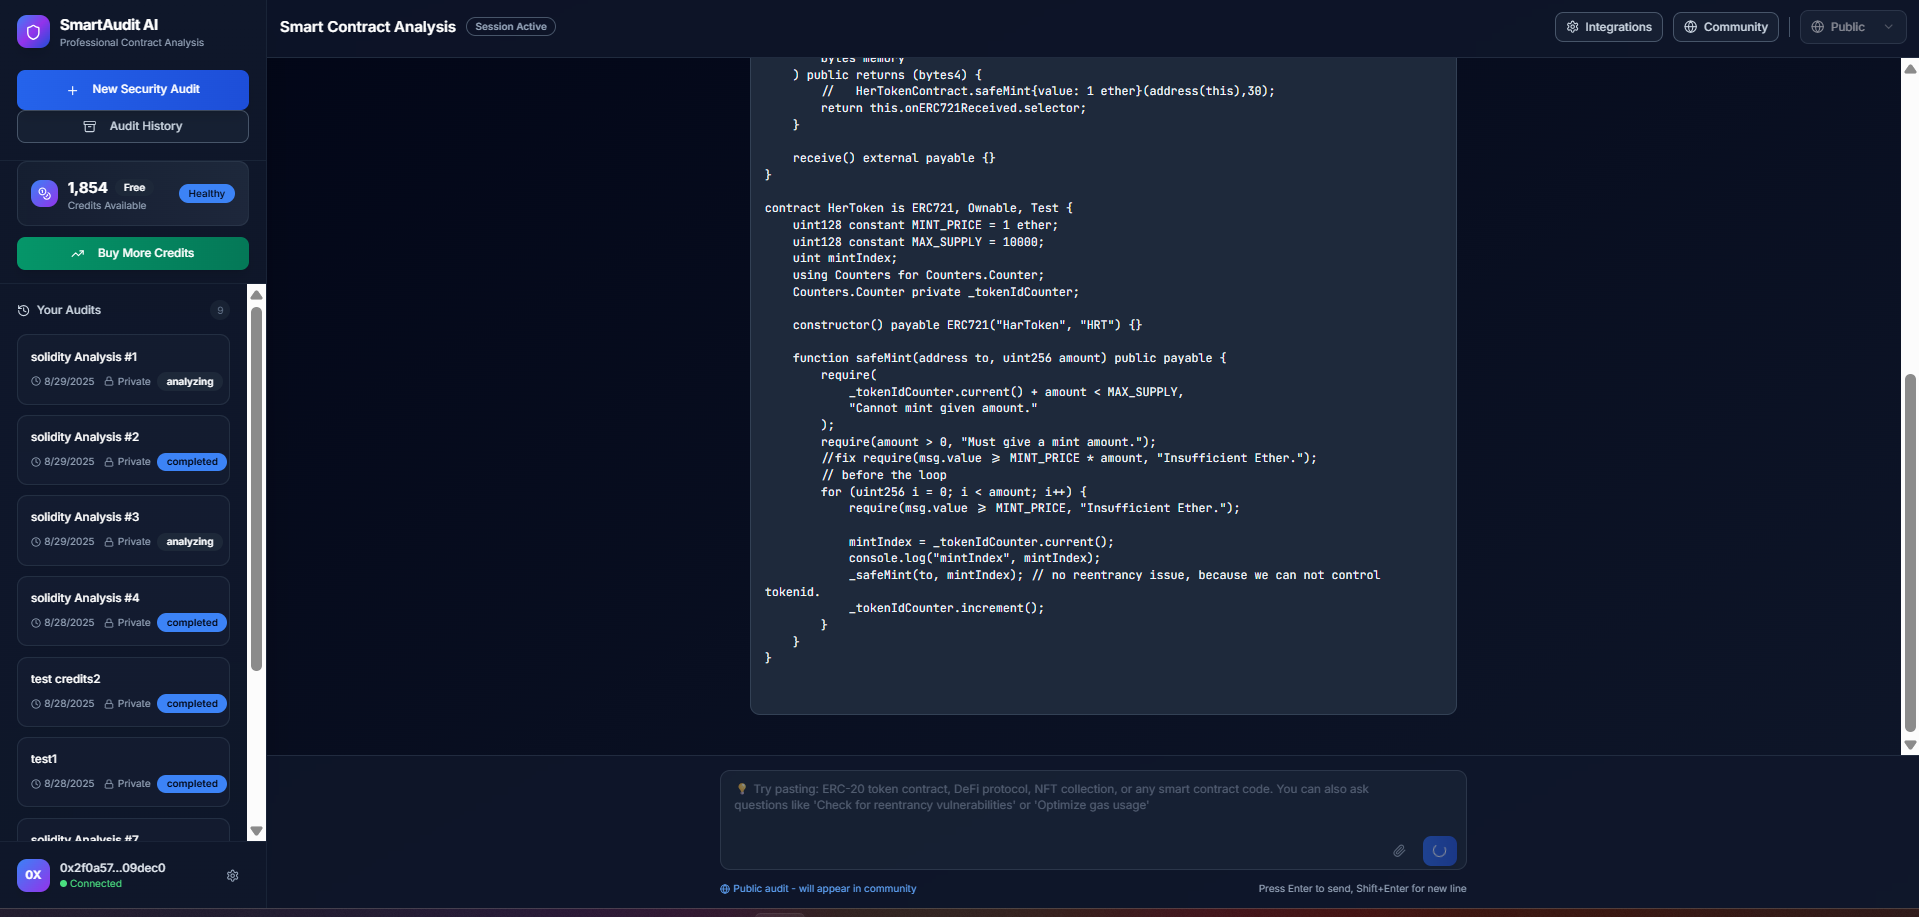 SmartAudit AI
Professional Contract Analysis
New Security Audit
Audit History
1,854 Free
Credits Available
Healthy
Buy More Credits
Your Audits 9
solidity Analysis #1
8/29/2025 Private analyzing
solidity Analysis #2
8/29/2025 Private completed
solidity Analysis #3
8/29/2025 Private analyzing
solidity Analysis #4
8/28/2025 Private completed
test credits2
8/28/2025 Private completed
test1
8/28/2025 Private completed
solidity Analysis #7
0X
0x2f0a57...09dec0
Connected
Smart Contract Analysis Session Active
Integrations Community Public
bytes memory
) public returns (bytes4) {
//   HerTokenContract.safeMint{value: 1 ether}(address(this),30);
return this.onERC721Received.selector;
}
receive() external payable {}
}
contract HerToken is ERC721, Ownable, Test {
uint128 constant MINT_PRICE = 1 ether;
uint128 constant MAX_SUPPLY = 10000;
uint mintIndex;
using Counters for Counters.Counter;
Counters.Counter private _tokenIdCounter;
constructor() payable ERC721("HarToken", "HRT") {}
function safeMint(address to, uint256 amount) public payable {
require(
_tokenIdCounter.current() + amount < MAX_SUPPLY,
"Cannot mint given amount."
);
require(amount > 0, "Must give a mint amount.");
//fix require(msg.value >= MINT_PRICE * amount, "Insufficient Ether.");
// before the loop
for (uint256 i = 0; i < amount; i++) {
require(msg.value >= MINT_PRICE, "Insufficient Ether.");
mintIndex = _tokenIdCounter.current();
console.log("mintIndex", mintIndex);
_safeMint(to, mintIndex); // no reentrancy issue, because we can not control
tokenid.
_tokenIdCounter.increment();
}
}
}
Try pasting: ERC-20 token contract, DeFi protocol, NFT collection, or any smart contract code. You can also ask
questions like 'Check for reentrancy vulnerabilities' or 'Optimize gas usage'
Public audit - will appear in community
Press Enter to send, Shift+Enter for new line